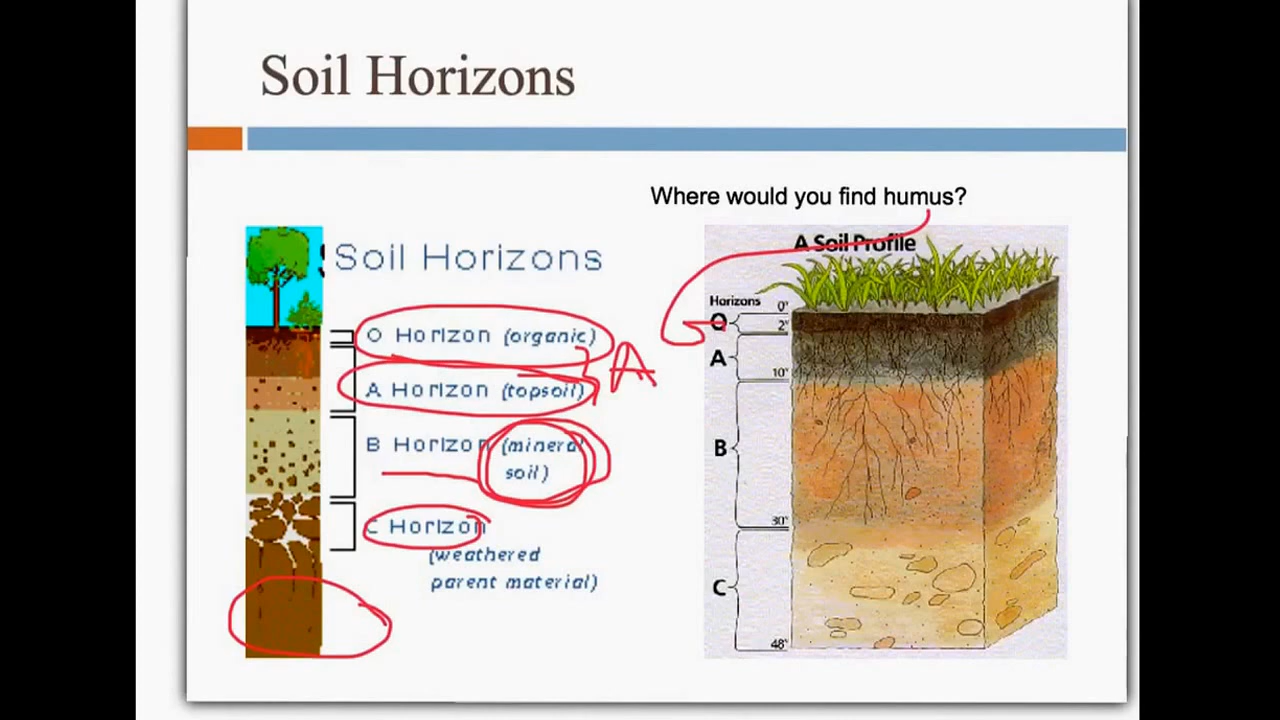 Soil Horizons
Where would you find humus?
Soil Horizons
O Horizon (organic)
A Horizon (topsoil)
A
B Horizon (mineral
soil)
C Horizon
(weathered
parent material)
A Soil Profile
Horizons
0"
O
2"
A
10"
B
30"
C
48"